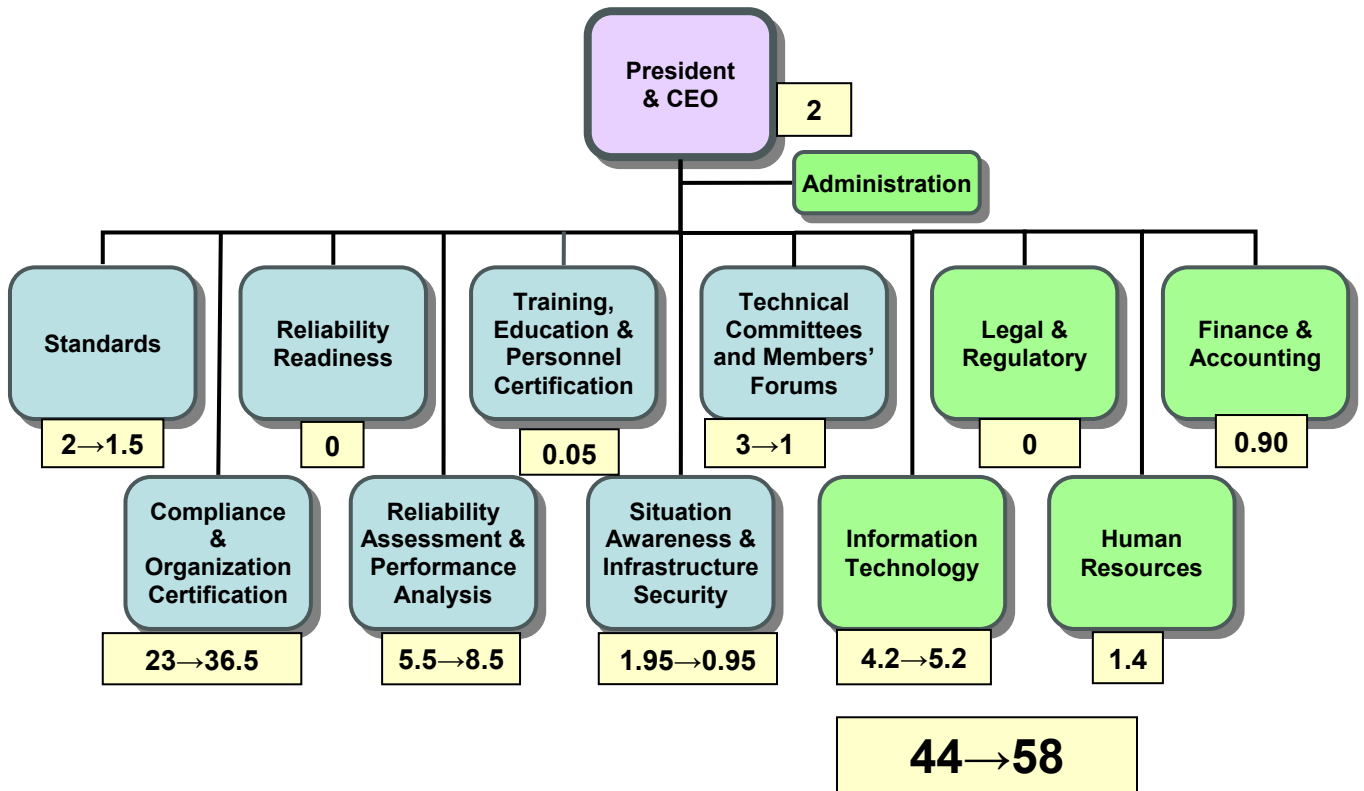 President
& CEO
2
Administration
Standards
2→1.5
Reliability
Readiness
0
Training,
Education &
Personnel
Certification
0.05
Technical
Committees
and Members’
Forums
3→1
Legal &
Regulatory
0
Finance &
Accounting
0.90
Compliance
&
Organization
Certification
23→36.5
Reliability
Assessment &
Performance
Analysis
5.5→8.5
Situation
Awareness &
Infrastructure
Security
1.95→0.95
Information
Technology
4.2→5.2
Human
Resources
1.4
44→58